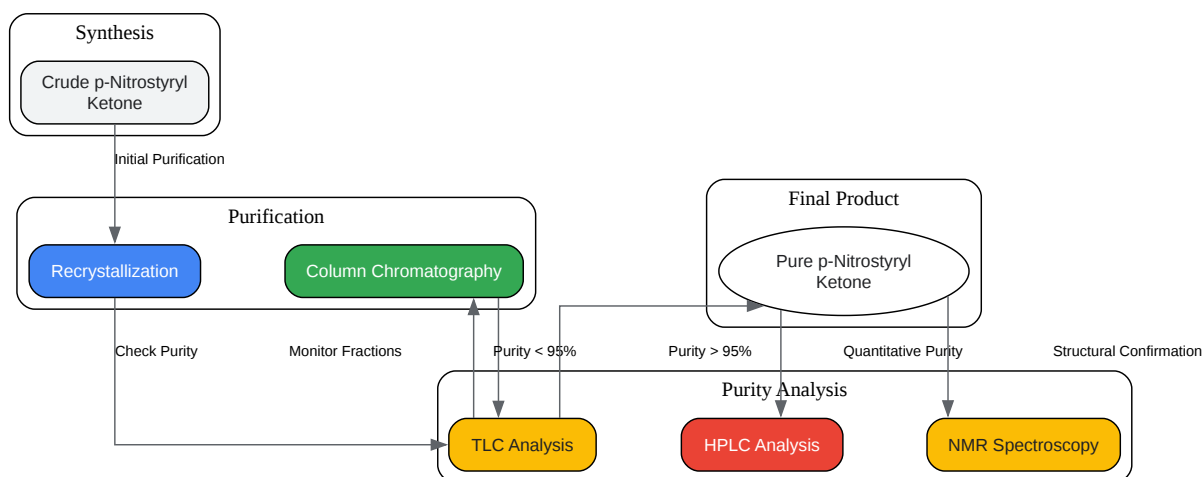 Synthesis
Crude p-Nitrostyryl
Ketone
Initial Purification
Purification
Final Product
Recrystallization
Column Chromatography
Pure p-Nitrostyryl
Ketone
Check Purity
Monitor Fractions
Purity < 95%
Purity > 95%
Quantitative Purity
Structural Confirmation
Purity Analysis
TLC Analysis
HPLC Analysis
NMR Spectroscopy